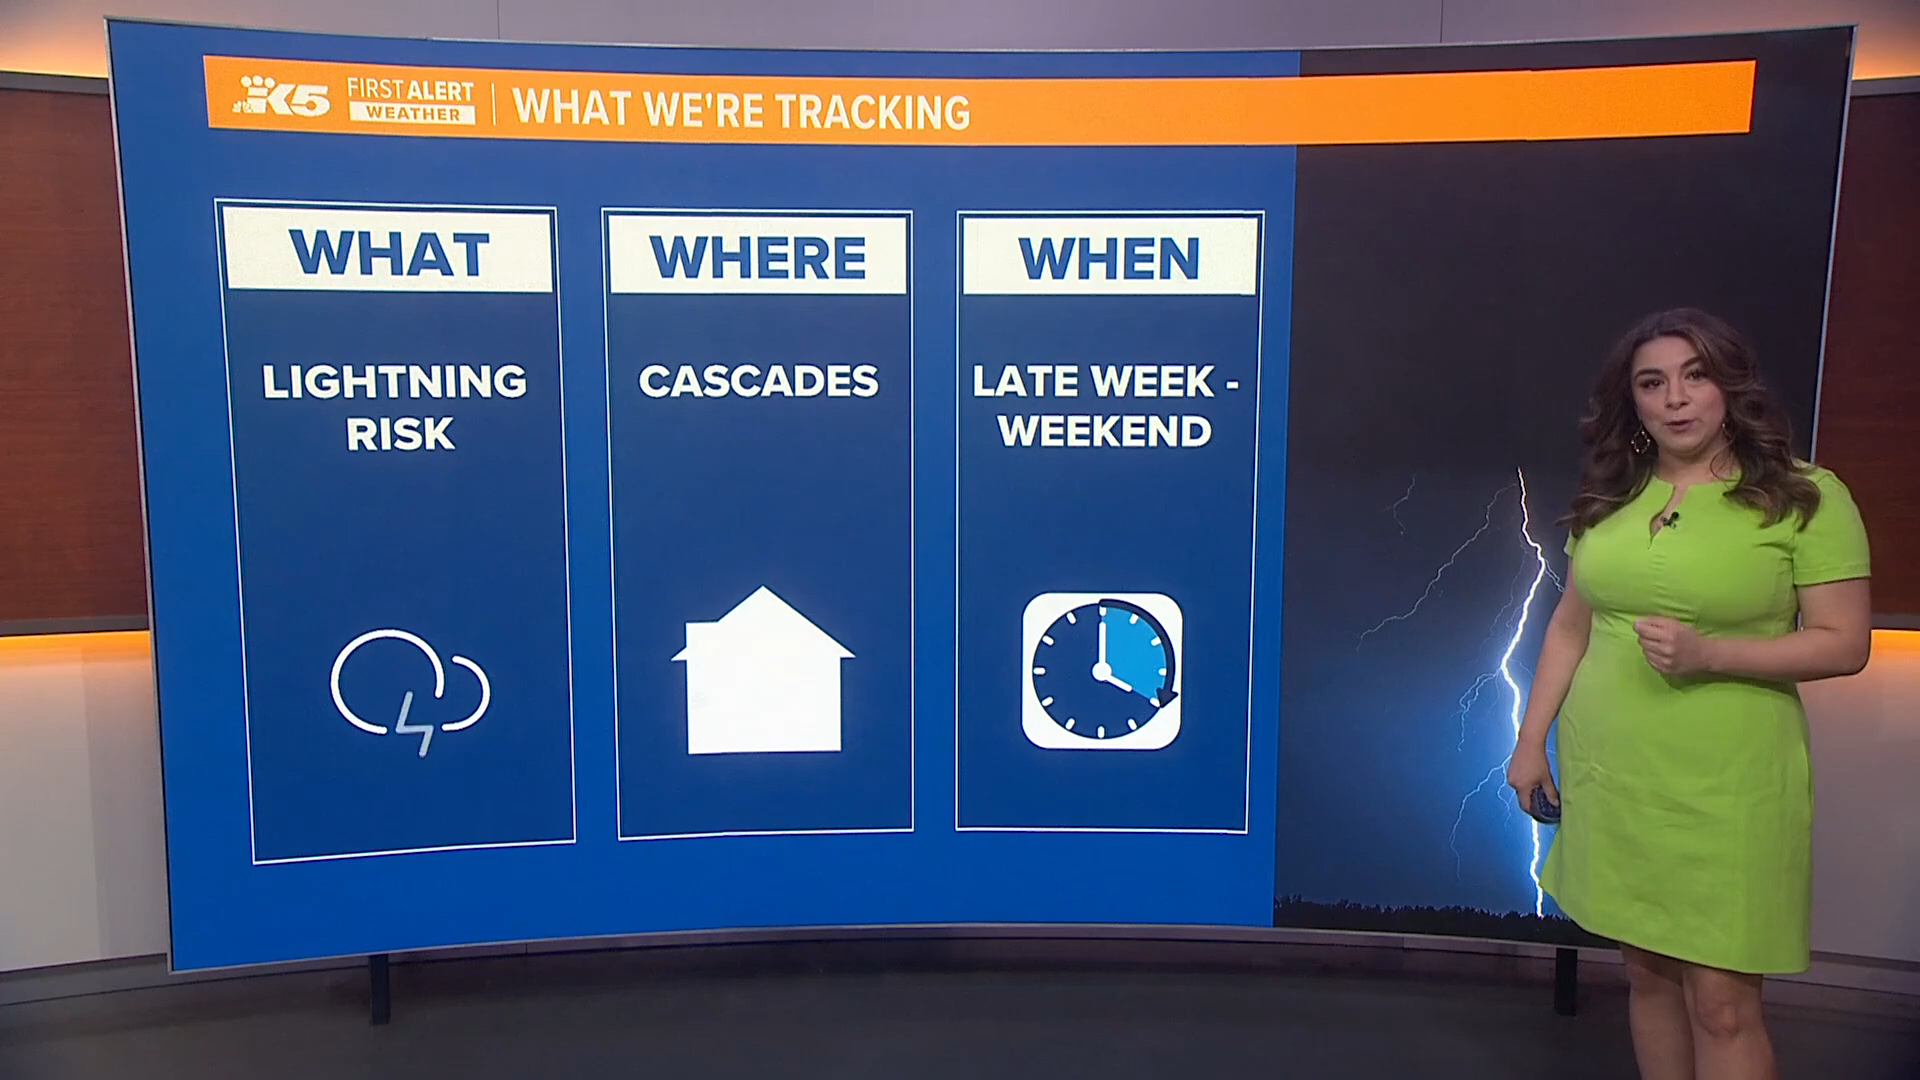 K5
FIRST ALERT
WEATHER
WHAT WE'RE TRACKING
WHAT
LIGHTNING
RISK
WHERE
CASCADES
WHEN
LATE WEEK -
WEEKEND